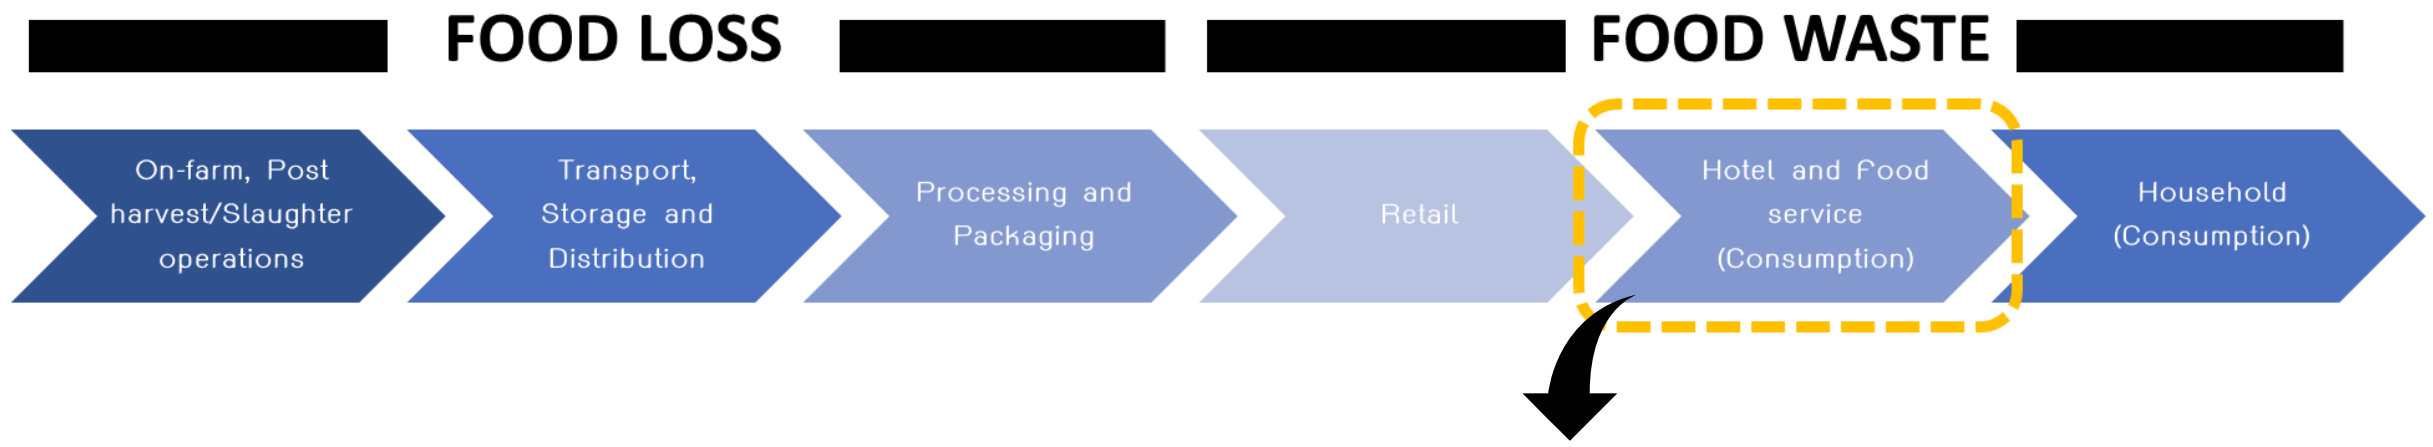 FOOD LOSS
FOOD WASTE
On-farm, Post
harvest/Slaughter
operations
Transport,
Storage and
Distribution
Processing and
Packaging
Retail
Hotel and Food
service
(Consumption)
Household
(Consumption)